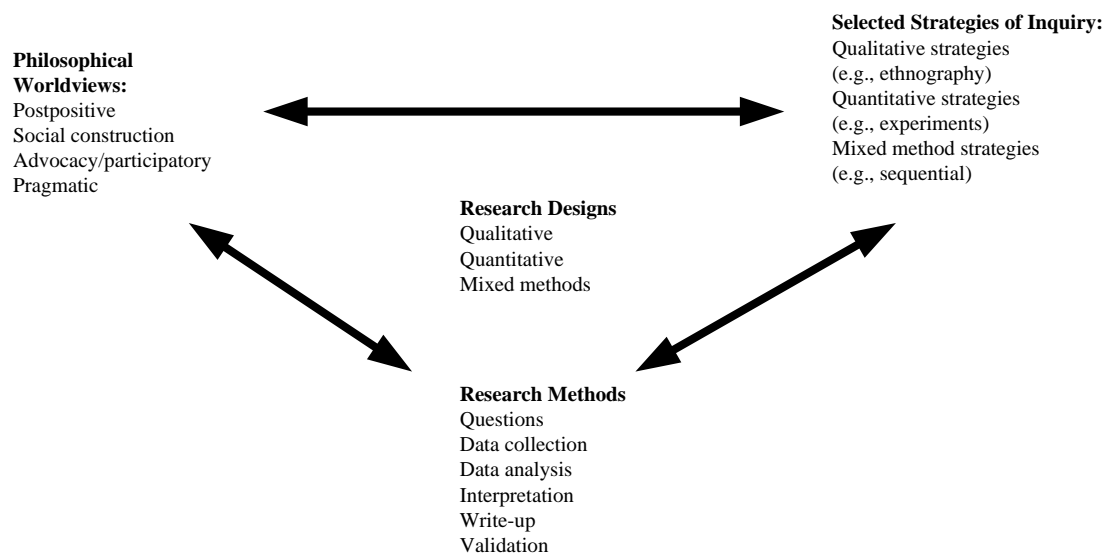 Philosophical
Worldviews:
Postpositive
Social construction
Advocacy/participatory
Pragmatic
Selected Strategies of Inquiry:
Qualitative strategies
(e.g., ethnography)
Quantitative strategies
(e.g., experiments)
Mixed method strategies
(e.g., sequential)
Research Designs
Qualitative
Quantitative
Mixed methods
Research Methods
Questions
Data collection
Data analysis
Interpretation
Write-up
Validation